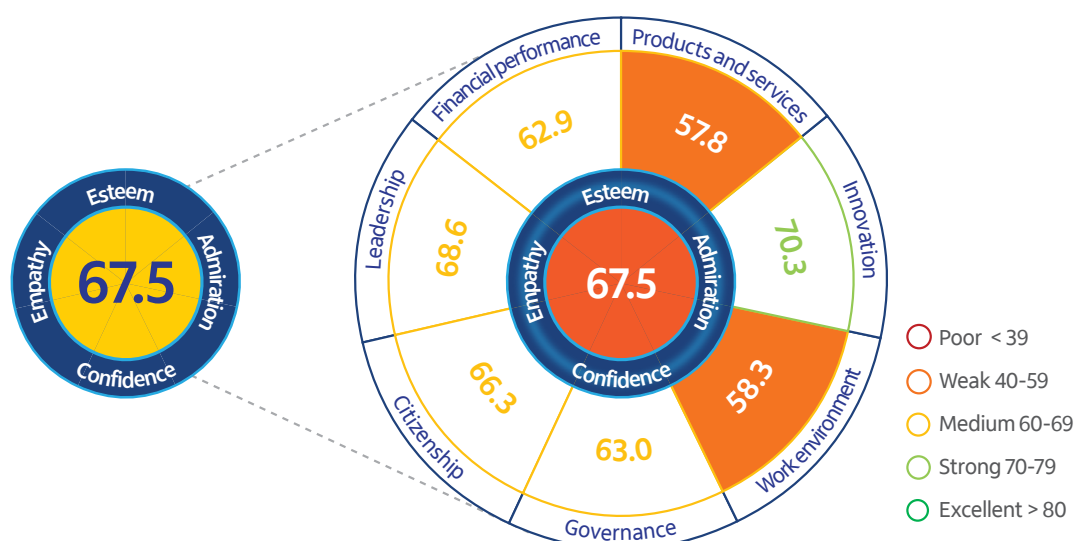 Esteem
Admiration
Confidence
Empathy
67.5
Financial performance
62.9
Products and services
57.8
Innovation
70.3
Work environment
58.3
Governance
63.0
Citizenship
66.3
Leadership
68.6
Esteem
Admiration
Confidence
Empathy
67.5
Poor < 39
Weak 40-59
Medium 60-69
Strong 70-79
Excellent > 80